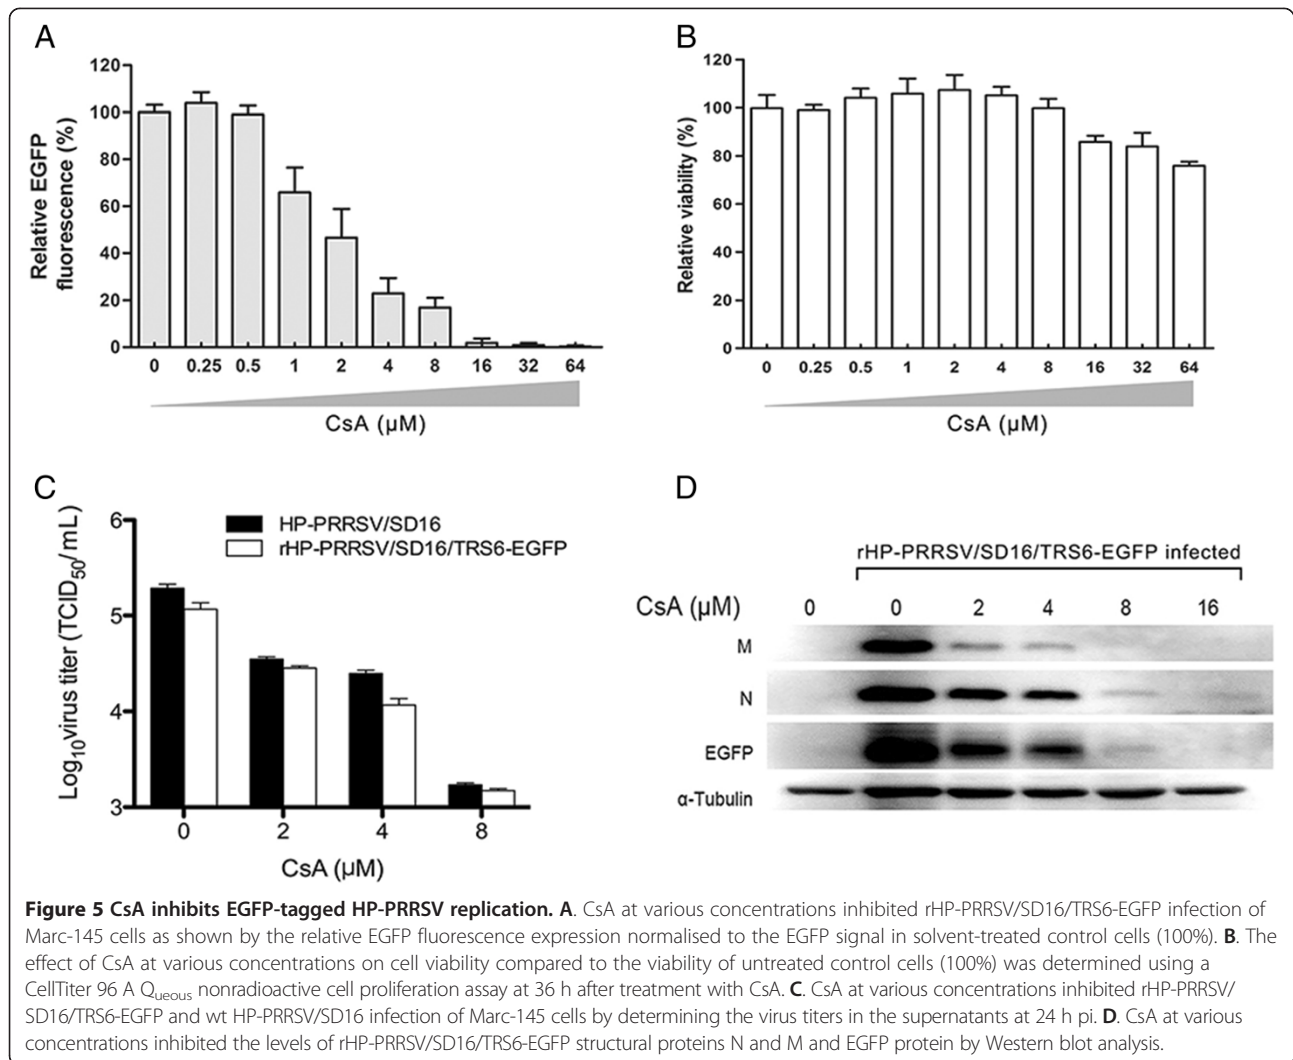 A
120
100
80
60
40
20
0
Relative EGFP
fluorescence (%)
0 0.25 0.5 1 2 4 8 16 32 64
CsA (µM)
B
120
100
80
60
40
20
0
Relative viability (%)
0 0.25 0.5 1 2 4 8 16 32 64
CsA (µM)
C
6
5
4
3
Log10virus titer (TCID50/mL)
HP-PRRSV/SD16
rHP-PRRSV/SD16/TRS6-EGFP
0 2 4 8
CsA (µM)
D
rHP-PRRSV/SD16/TRS6-EGFP infected
CsA (µM) 0 0 2 4 8 16
M
N
EGFP
α-Tubulin
Figure 5 CsA inhibits EGFP-tagged HP-PRRSV replication. A. CsA at various concentrations inhibited rHP-PRRSV/SD16/TRS6-EGFP infection of
Marc-145 cells as shown by the relative EGFP fluorescence expression normalised to the EGFP signal in solvent-treated control cells (100%). B. The
effect of CsA at various concentrations on cell viability compared to the viability of untreated control cells (100%) was determined using a
CellTiter 96 A Queous nonradioactive cell proliferation assay at 36 h after treatment with CsA. C. CsA at various concentrations inhibited rHP-PRRSV/
SD16/TRS6-EGFP and wt HP-PRRSV/SD16 infection of Marc-145 cells by determining the virus titers in the supernatants at 24 h pi. D. CsA at various
concentrations inhibited the levels of rHP-PRRSV/SD16/TRS6-EGFP structural proteins N and M and EGFP protein by Western blot analysis.